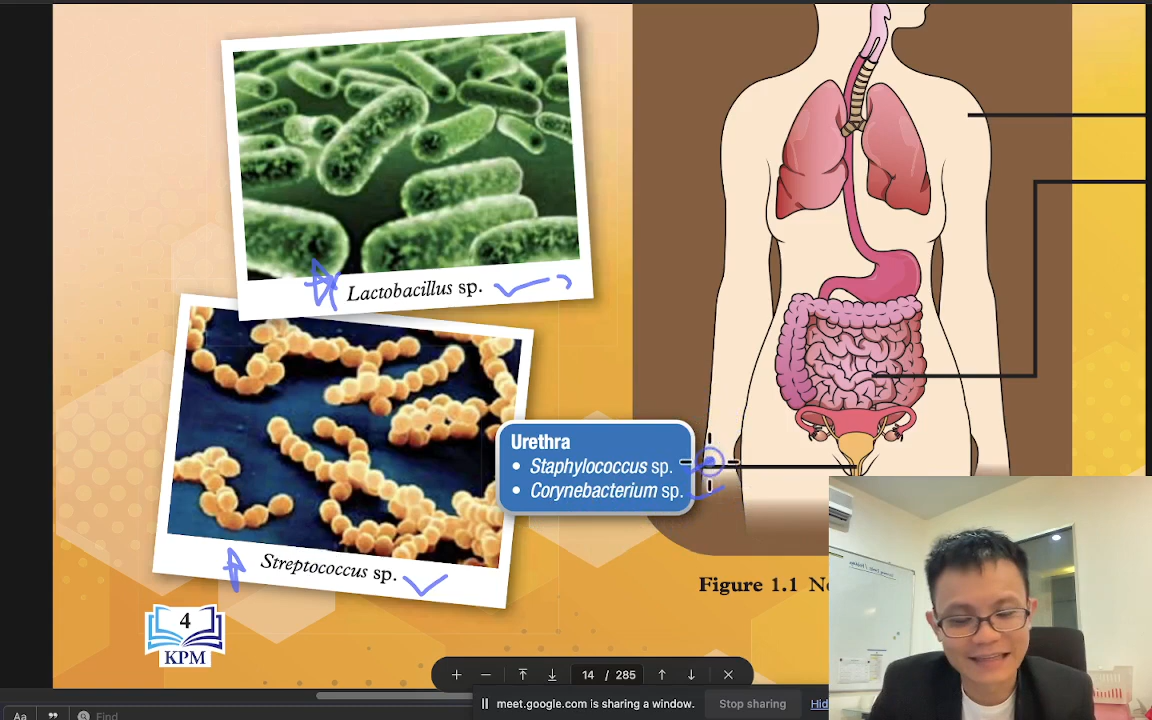 Lactobacillus sp.
Streptococcus sp.
Urethra
• Staphylococcus sp.
• Corynebacterium sp.
4
KPM
Figure 1.1
14 / 285
meet.google.com is sharing a window.
Stop sharing
Aa
Find